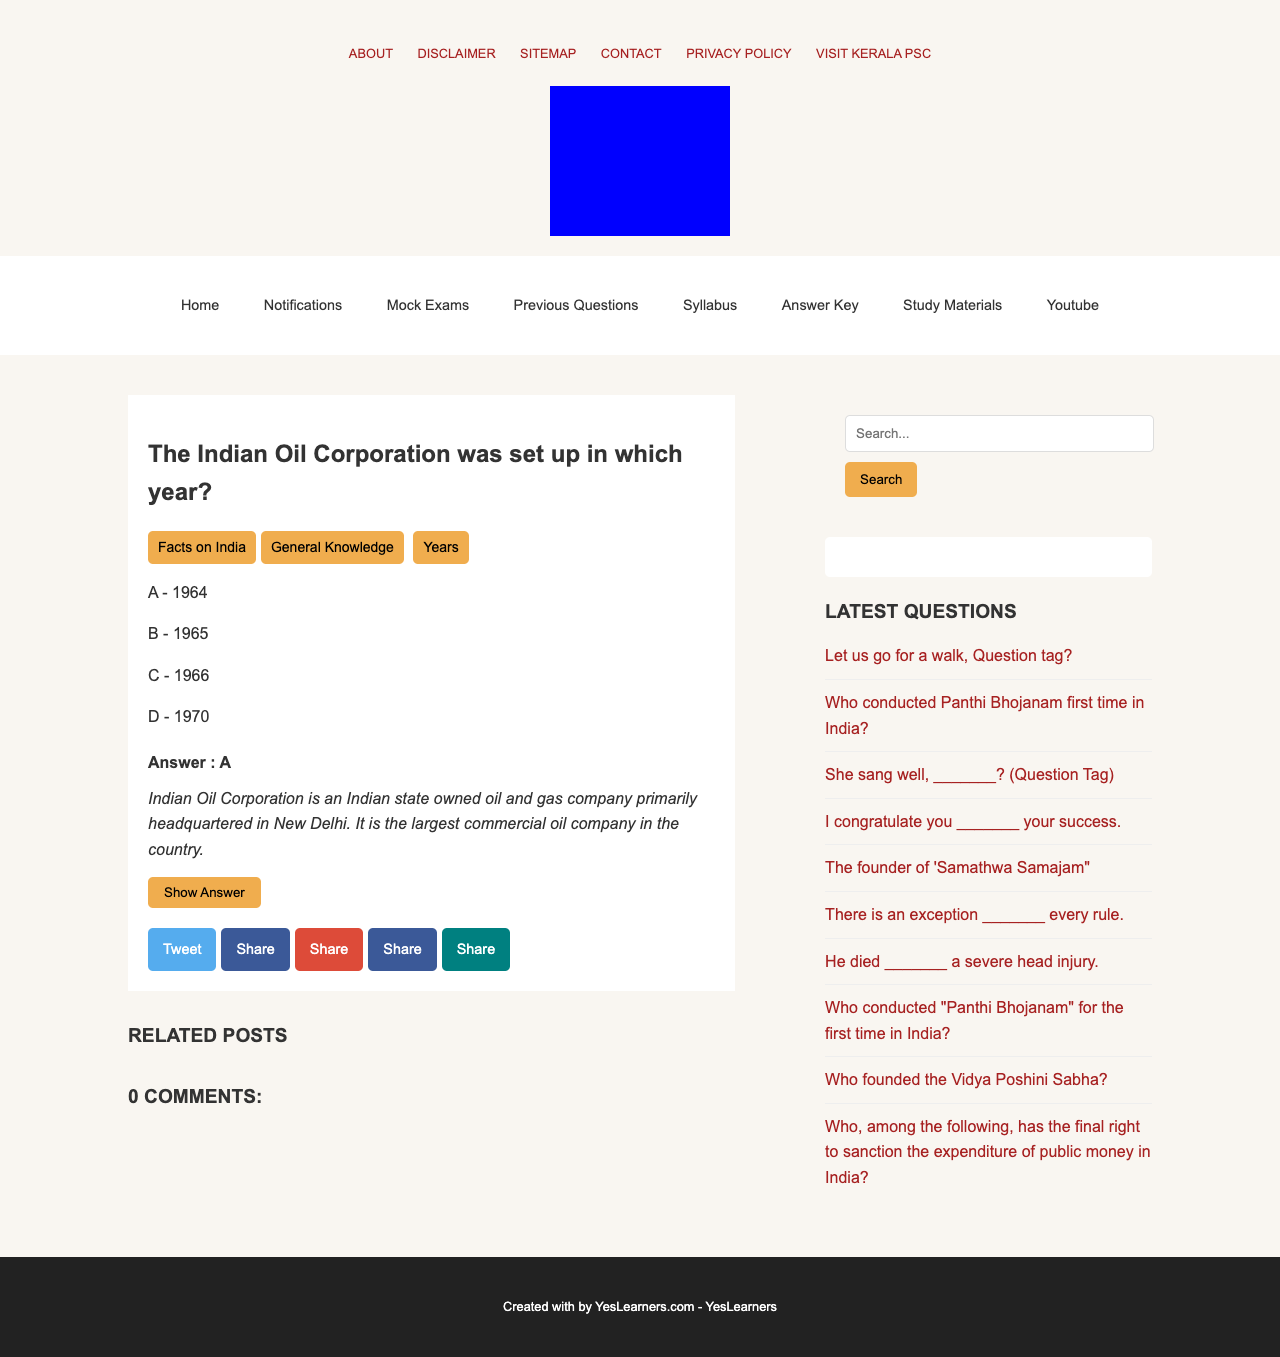 ABOUT DISCLAIMER SITEMAP CONTACT PRIVACY POLICY VISIT KERALA PSC
Home Notifications Mock Exams Previous Questions Syllabus Answer Key Study Materials Youtube
The Indian Oil Corporation was set up in which
year?
Facts on India General Knowledge Years
A - 1964
B - 1965
C - 1966
D - 1970
Answer : A
Indian Oil Corporation is an Indian state owned oil and gas company primarily
headquartered in New Delhi. It is the largest commercial oil company in the
country.
Show Answer
Tweet Share Share Share Share
RELATED POSTS
0 COMMENTS:
Search...
Search
LATEST QUESTIONS
Let us go for a walk, Question tag?
Who conducted Panthi Bhojanam first time in
India?
She sang well, _______? (Question Tag)
I congratulate you _______ your success.
The founder of 'Samathwa Samajam"
There is an exception _______ every rule.
He died _______ a severe head injury.
Who conducted "Panthi Bhojanam" for the
first time in India?
Who founded the Vidya Poshini Sabha?
Who, among the following, has the final right
to sanction the expenditure of public money in
India?
Created with by YesLearners.com - YesLearners